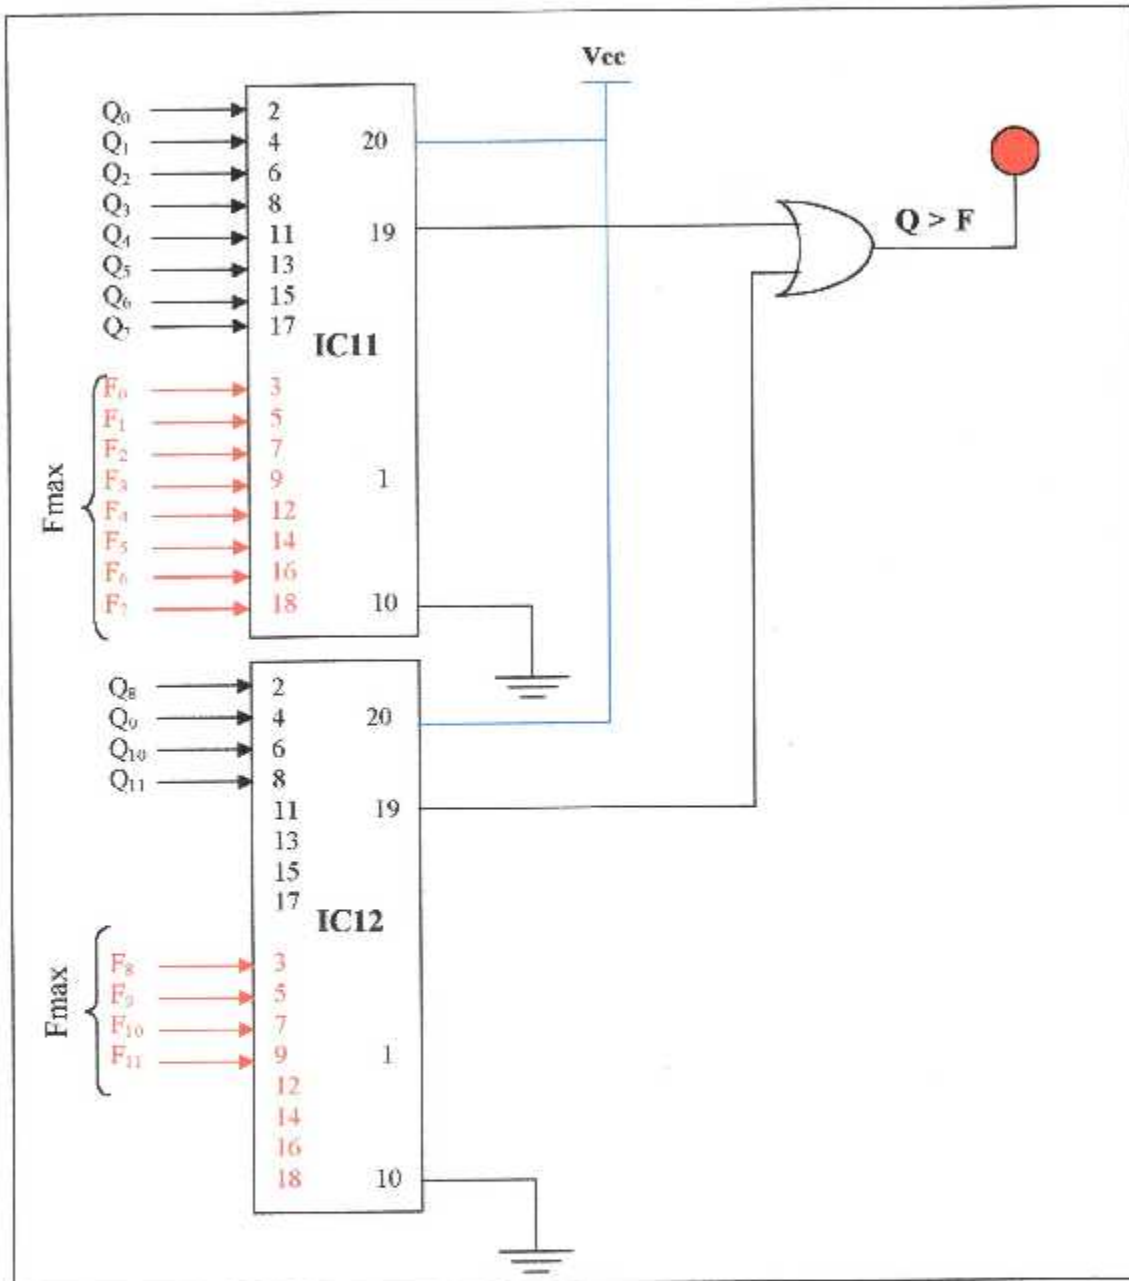 Vcc
Q₀ 2
Q₁ 4 20
Q₂ 6
Q₃ 8
Q₄ 11 19
Q₅ 13
Q₆ 15
Q₇ 17
IC11
Q > F
Fmax
F₀ 3
F₁ 5
F₂ 7
F₃ 9 1
F₄ 12
F₅ 14
F₆ 16
F₇ 18 10
Q₈ 2
Q₉ 4 20
Q₁₀ 6
Q₁₁ 8
11 19
13
15
17
IC12
Fmax
F₈ 3
F₉ 5
F₁₀ 7
F₁₁ 9 1
12
14
16
18 10